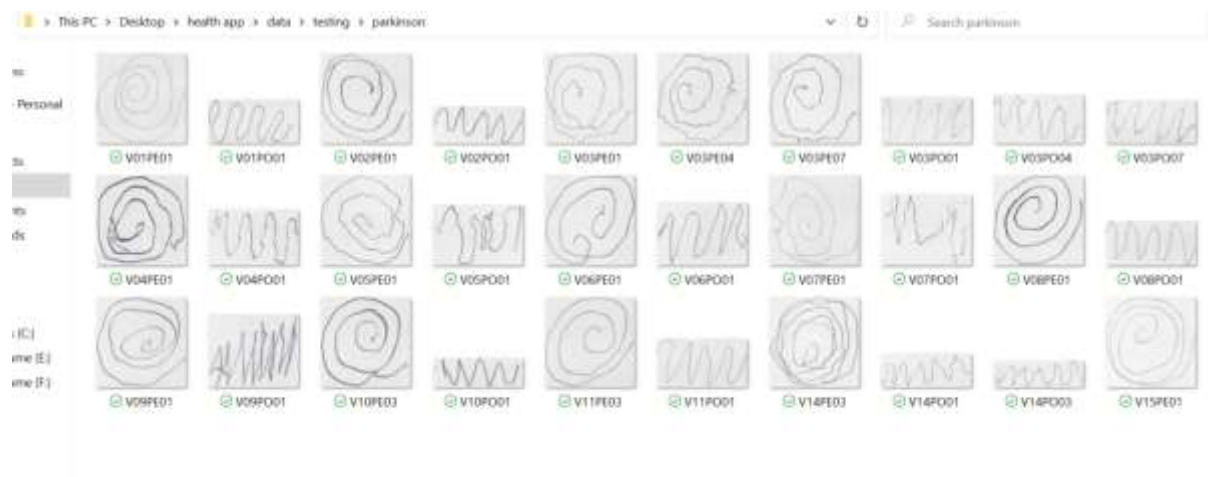 > This PC > Desktop > health app > data > testing > parkinson
Search parkinson
Personal
V01PE01 V01PO01 V02PE01 V02PO01 V03PE01 V03PE04 V03PE07 V03PO01 V03PO04 V03PO07
V04PE01 V04PO01 V05PE01 V05PO01 V06PE01 V06PO01 V07PE01 V07PO01 V08PE01 V08PO01
(C:)
ume (E:)
ume (F:)
V09PE01 V09PO01 V10PE03 V10PO01 V11PE03 V11PO01 V14PE03 V14PO01 V14PO03 V15PE01